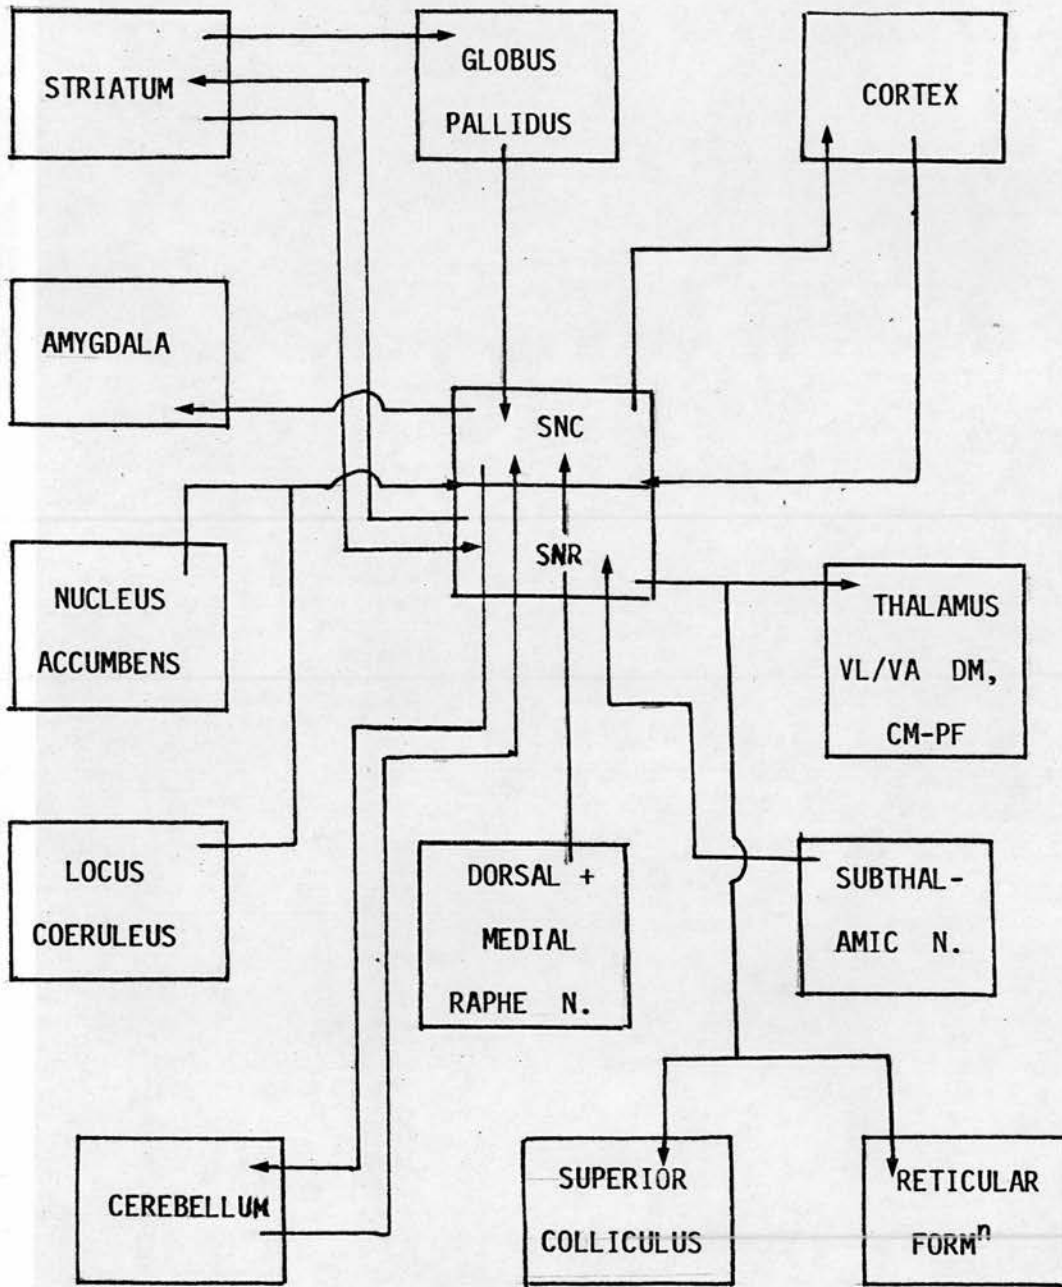 STRIATUM
GLOBUS
PALLIDUS
CORTEX
AMYGDALA
SNC
SNR
NUCLEUS
ACCUMBENS
THALAMUS
VL/VA DM,
CM-PF
LOCUS
COERULEUS
DORSAL +
MEDIAL
RAPHE N.
SUBTHAL-
AMIC N.
CEREBELLUM
SUPERIOR
COLLICULUS
RETICULAR
FORMⁿ